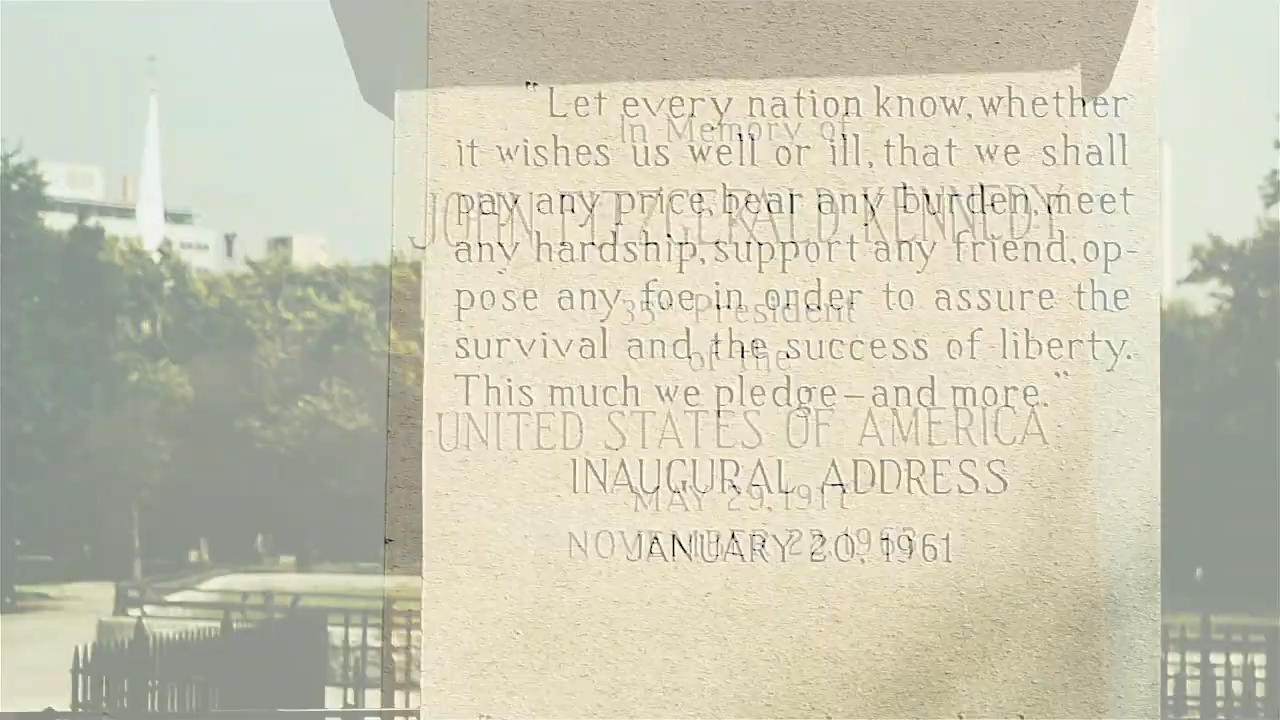 "Let every nation know, whether
it wishes us well or ill, that we shall
pay any price, bear any burden, meet
any hardship, support any friend, op-
pose any foe in order to assure the
survival and the success of liberty.
This much we pledge—and more."
INAUGURAL ADDRESS
JANUARY 20, 1961
In Memory of
JOHN FITZGERALD KENNEDY
35th President
of the
UNITED STATES OF AMERICA
MAY 29, 1917
NOVEMBER 22, 1963